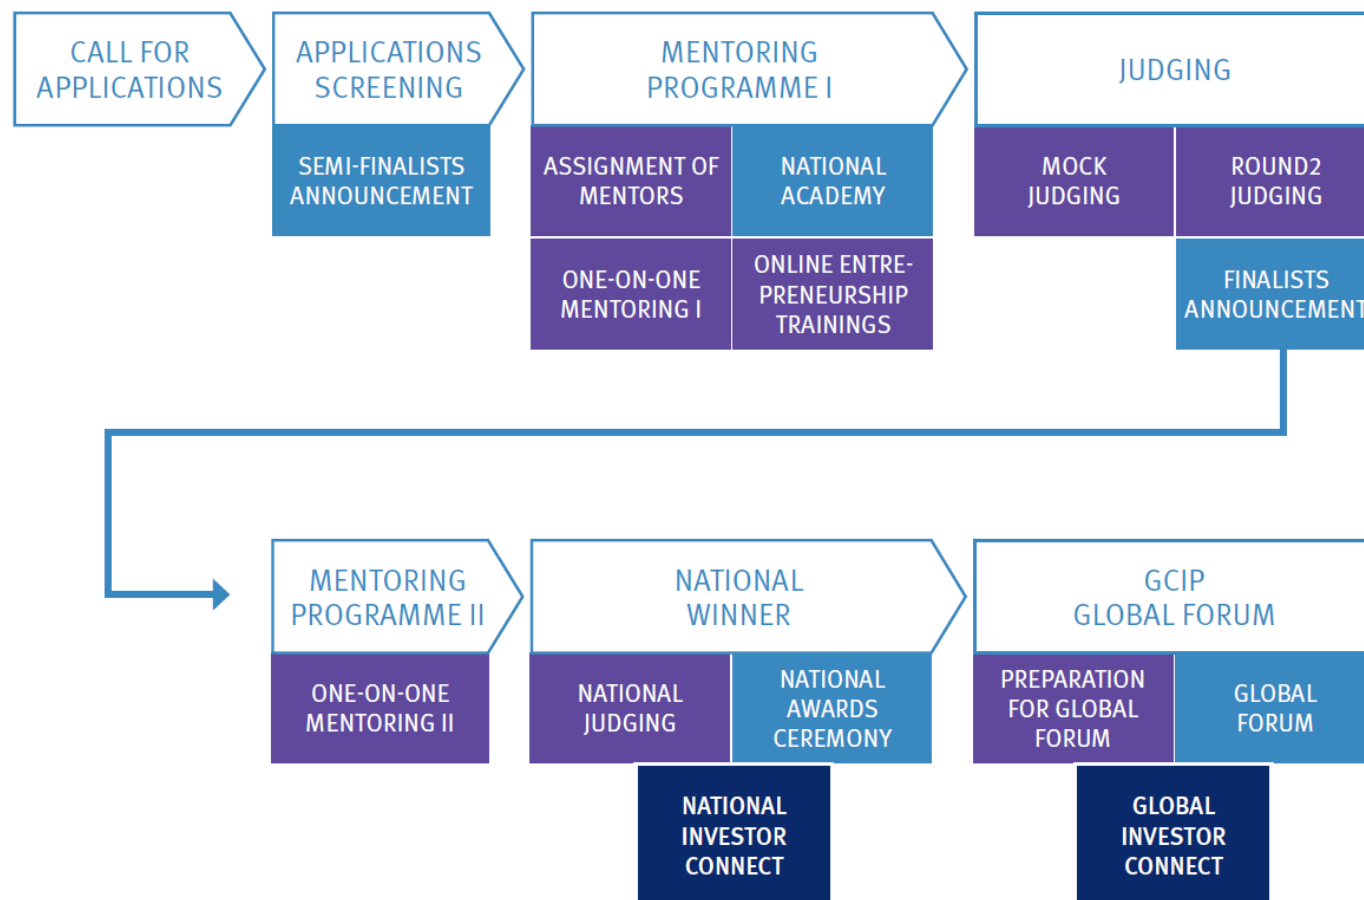 CALL FOR
APPLICATIONS
APPLICATIONS
SCREENING
MENTORING
PROGRAMME I
JUDGING
SEMI-FINALISTS
ANNOUNCEMENT
ASSIGNMENT OF
MENTORS
NATIONAL
ACADEMY
MOCK
JUDGING
ROUND2
JUDGING
ONE-ON-ONE
MENTORING I
ONLINE ENTRE-
PRENEURSHIP
TRAININGS
FINALISTS
ANNOUNCEMENT
MENTORING
PROGRAMME II
NATIONAL
WINNER
GCIP
GLOBAL FORUM
ONE-ON-ONE
MENTORING II
NATIONAL
JUDGING
NATIONAL
AWARDS
CEREMONY
PREPARATION
FOR GLOBAL
FORUM
GLOBAL
FORUM
NATIONAL
INVESTOR
CONNECT
GLOBAL
INVESTOR
CONNECT